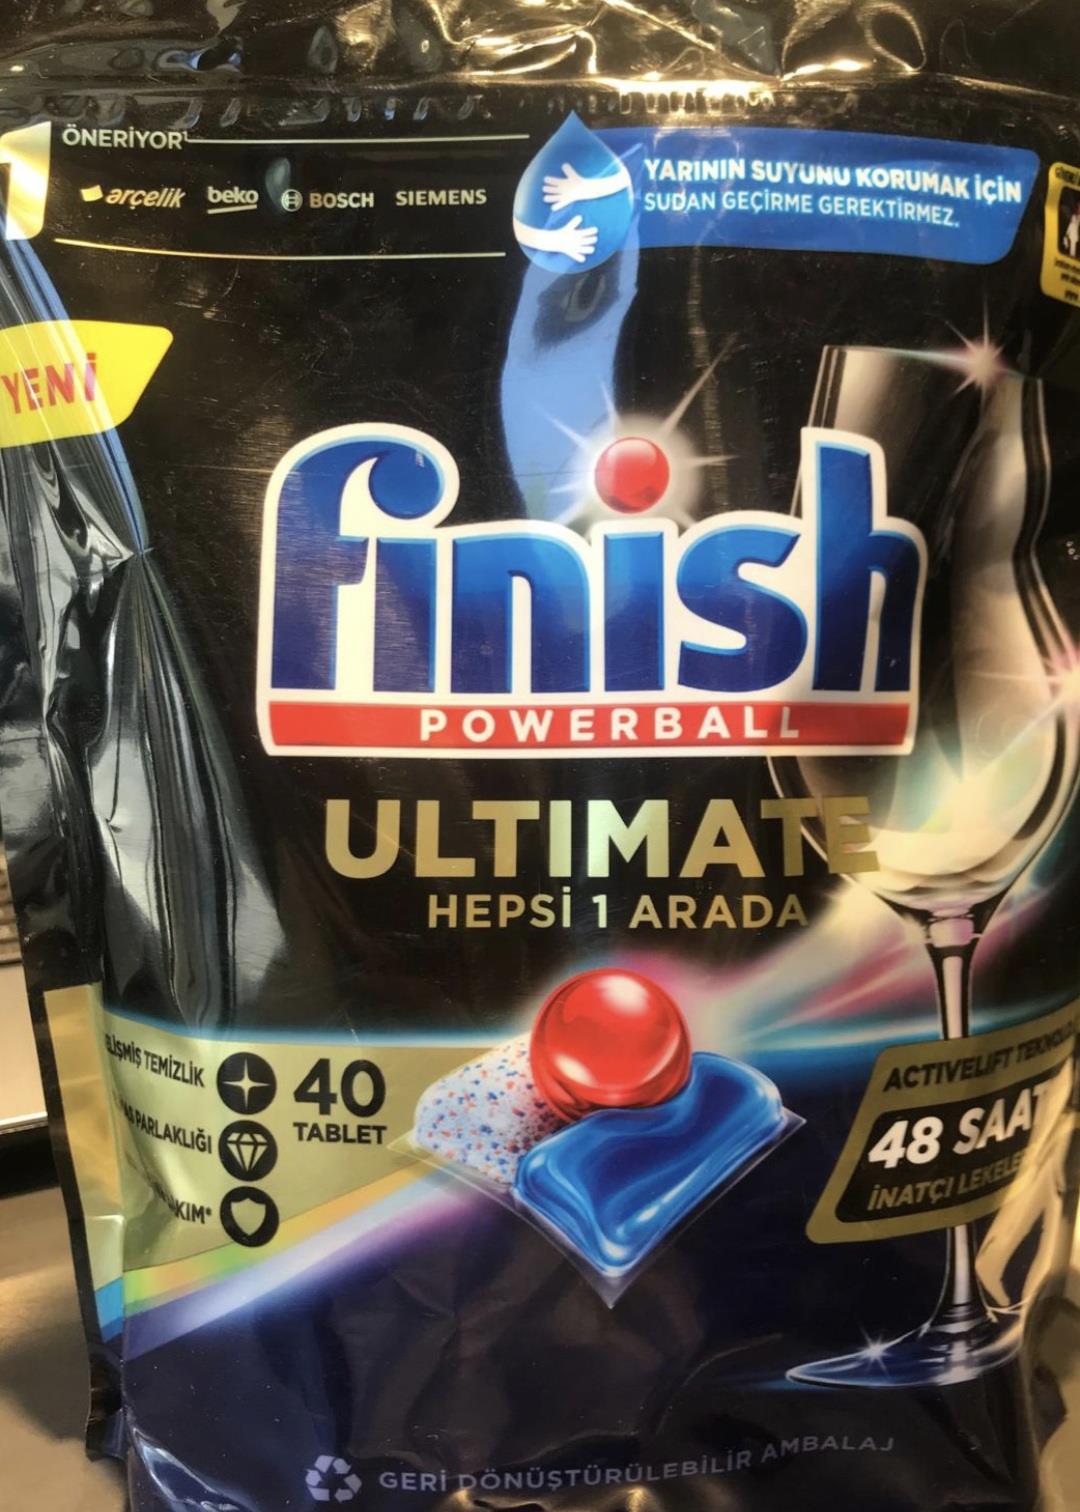 ÖNERİYOR¹
arçelik beko BOSCH SIEMENS
YARININ SUYUNU KORUMAK İÇİN
SUDAN GEÇİRME GEREKTİRMEZ.
YENİ
finish
POWERBALL
ULTIMATE
HEPSİ 1 ARADA
TEMİZLİK
PARLAKLIĞI
40
TABLET
ACTIVELIFT
48 SAAT
İNATÇI
GERİ DÖNÜŞTÜRÜLEBİLİR AMBALAJ